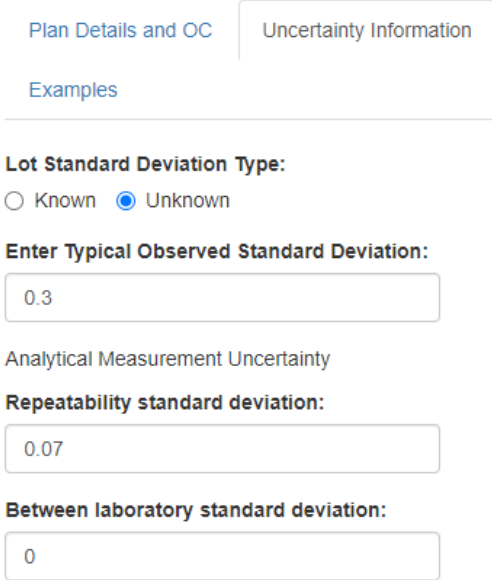 Plan Details and OC
Uncertainty Information
Examples
Lot Standard Deviation Type:
Known Unknown
Enter Typical Observed Standard Deviation:
0.3
Analytical Measurement Uncertainty
Repeatability standard deviation:
0.07
Between laboratory standard deviation:
0